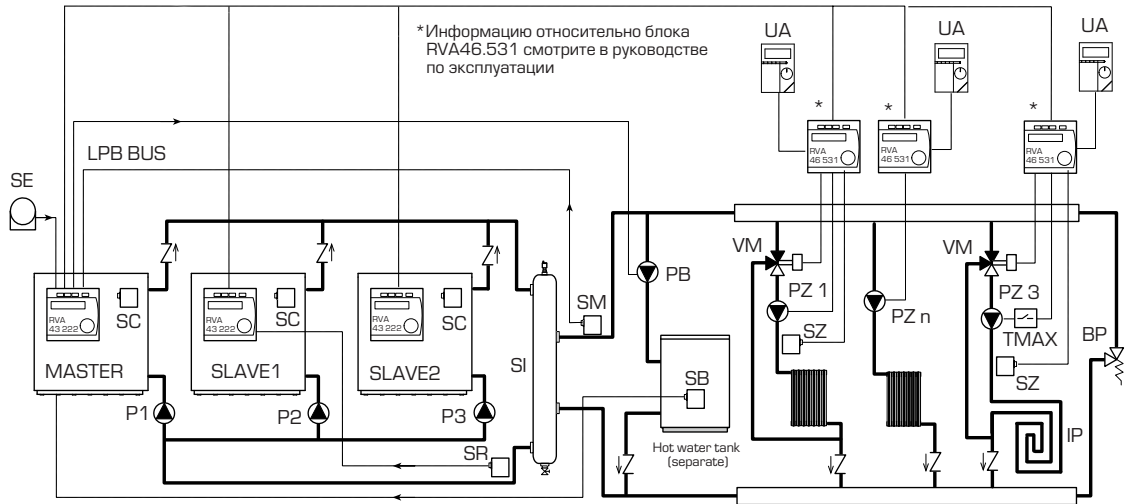 *Информацию относительно блока
RVA46.531 смотрите в руководстве
по эксплуатации
UA
UA
UA
*
*
*
RVA
46 531
RVA
46 531
RVA
46 531
LPB BUS
SE
RVA
43 222
SC
MASTER
RVA
43 222
SC
SLAVE1
RVA
43 222
SC
SLAVE2
P1
P2
P3
SR
SI
SM
PB
SB
Hot water tank
(separate)
VM
PZ 1
SZ
PZ n
VM
PZ 3
TMAX
SZ
IP
BP